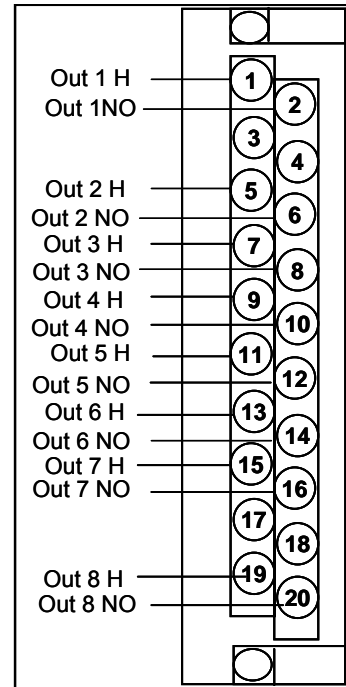 Out 1 H
1
Out 1NO
2
3
4
Out 2 H
5
Out 2 NO
6
Out 3 H
7
Out 3 NO
8
Out 4 H
9
Out 4 NO
10
Out 5 H
11
Out 5 NO
12
Out 6 H
13
Out 6 NO
14
Out 7 H
15
Out 7 NO
16
17
18
Out 8 H
19
Out 8 NO
20